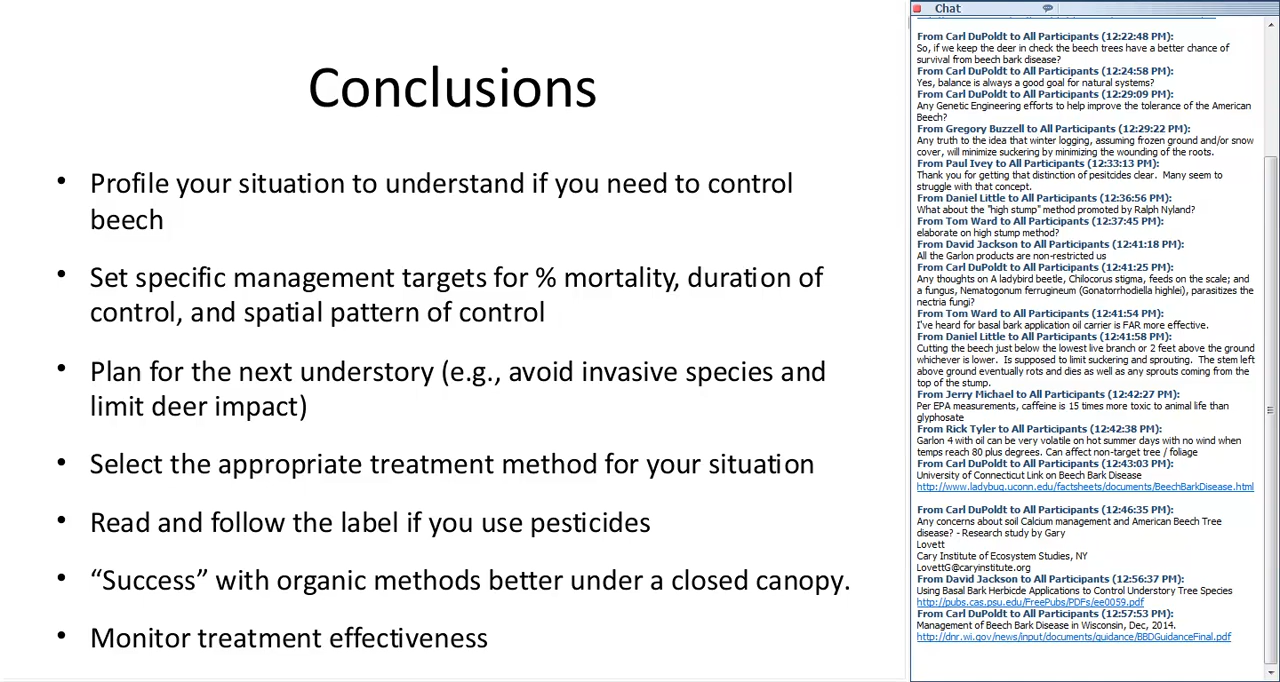 Conclusions
• Profile your situation to understand if you need to control
beech
• Set specific management targets for % mortality, duration of
control, and spatial pattern of control
• Plan for the next understory (e.g., avoid invasive species and
limit deer impact)
• Select the appropriate treatment method for your situation
• Read and follow the label if you use pesticides
• “Success” with organic methods better under a closed canopy.
• Monitor treatment effectiveness
Chat
From Carl DuPoldt to All Participants (12:22:48 PM):
So, if we keep the deer in check the beech trees have a better chance of
survival from beech bark disease?
From Carl DuPoldt to All Participants (12:24:58 PM):
Yes, balance is always a good goal for natural systems?
From Carl DuPoldt to All Participants (12:29:09 PM):
Any Genetic Engineering efforts to help improve the tolerance of the American
Beech?
From Gregory Buzzell to All Participants (12:29:22 PM):
Any truth to the idea that winter logging, assuming frozen ground and/or snow
cover, will minimize suckering by minimizing the wounding of the roots.
From Paul Ivey to All Participants (12:33:13 PM):
Thank you for getting that distinction of pesitcides clear.  Many seem to
struggle with that concept.
From Daniel Little to All Participants (12:36:56 PM):
What about the "high stump" method promoted by Ralph Nyland?
From Tom Ward to All Participants (12:37:45 PM):
elaborate on high stump method?
From David Jackson to All Participants (12:41:18 PM):
All the Garlon products are non-restricted us
From Carl DuPoldt to All Participants (12:41:25 PM):
Any thoughts on A ladybird beetle, Chilocorus stigma, feeds on the scale; and
a fungus, Nematogonum ferrugineum (Gonatorrhodiella highlei), parasitizes the
nectria fungi?
From Tom Ward to All Participants (12:41:54 PM):
I've heard for basal bark application oil carrier is FAR more effective.
From Daniel Little to All Participants (12:41:58 PM):
Cutting the beech just below the lowest live branch or 2 feet above the ground
whichever is lower.  Is supposed to limit suckering and sprouting.  The stem left
above ground eventually rots and dies as well as any sprouts coming from the
top of the stump.
From Jerry Michael to All Participants (12:42:27 PM):
Per EPA measurements, caffeine is 15 times more toxic to animal life than
glyphosate
From Rick Tyler to All Participants (12:42:38 PM):
Garlon 4 with oil can be very volatile on hot summer days with no wind when
temps reach 80 plus degrees. Can affect non-target tree / foliage
From Carl DuPoldt to All Participants (12:43:03 PM):
University of Connecticut Link on Beech Bark Disease
http://www.ladybug.uconn.edu/factsheets/documents/BeechBarkDisease.html
From Carl DuPoldt to All Participants (12:46:35 PM):
Any concerns about soil Calcium management and American Beech Tree
disease? - Research study by Gary
Lovett
Cary Institute of Ecosystem Studies, NY
LovettG@caryinstitute.org
From David Jackson to All Participants (12:56:37 PM):
Using Basal Bark Herbicde Applications to Control Understory Tree Species
http://pubs.cas.psu.edu/FreePubs/PDFs/ee0059.pdf
From Carl DuPoldt to All Participants (12:57:53 PM):
Management of Beech Bark Disease in Wisconsin, Dec, 2014.
http://dnr.wi.gov/news/input/documents/guidance/BBDGuidanceFinal.pdf